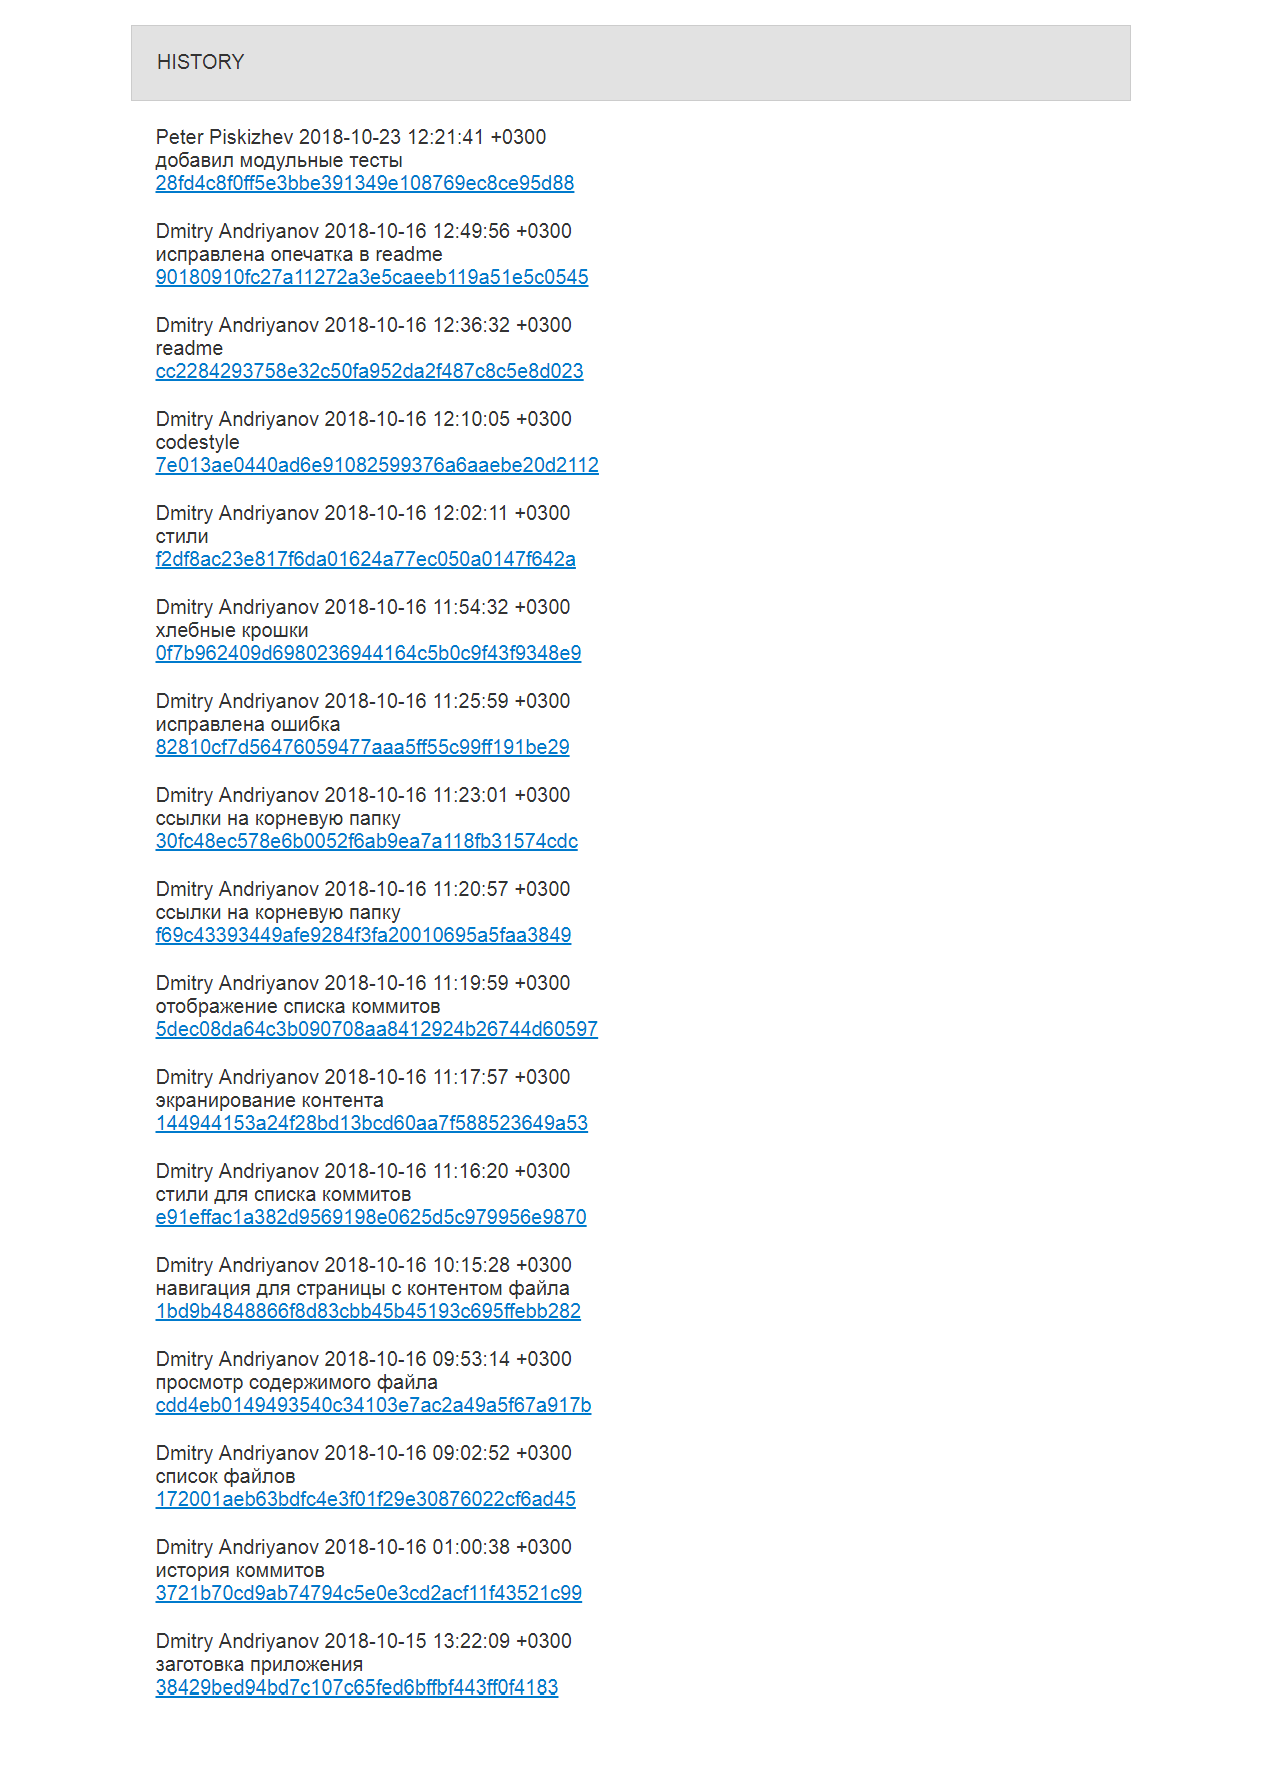 HISTORY
Peter Piskizhev 2018-10-23 12:21:41 +0300
добавил модульные тесты
28fd4c8f0ff5e3bbe391349e108769ec8ce95d88
Dmitry Andriyanov 2018-10-16 12:49:56 +0300
исправлена опечатка в readme
90180910fc27a11272a3e5caeeb119a51e5c0545
Dmitry Andriyanov 2018-10-16 12:36:32 +0300
readme
cc2284293758e32c50fa952da2f487c8c5e8d023
Dmitry Andriyanov 2018-10-16 12:10:05 +0300
codestyle
7e013ae0440ad6e91082599376a6aaebe20d2112
Dmitry Andriyanov 2018-10-16 12:02:11 +0300
стили
f2df8ac23e817f6da01624a77ec050a0147f642a
Dmitry Andriyanov 2018-10-16 11:54:32 +0300
хлебные крошки
0f7b962409d6980236944164c5b0c9f43f9348e9
Dmitry Andriyanov 2018-10-16 11:25:59 +0300
исправлена ошибка
82810cf7d56476059477aaa5ff55c99ff191be29
Dmitry Andriyanov 2018-10-16 11:23:01 +0300
ссылки на корневую папку
30fc48ec578e6b0052f6ab9ea7a118fb31574cdc
Dmitry Andriyanov 2018-10-16 11:20:57 +0300
ссылки на корневую папку
f69c43393449afe9284f3fa20010695a5faa3849
Dmitry Andriyanov 2018-10-16 11:19:59 +0300
отображение списка коммитов
5dec08da64c3b090708aa8412924b26744d60597
Dmitry Andriyanov 2018-10-16 11:17:57 +0300
экранирование контента
144944153a24f28bd13bcd60aa7f588523649a53
Dmitry Andriyanov 2018-10-16 11:16:20 +0300
стили для списка коммитов
e91effac1a382d9569198e0625d5c979956e9870
Dmitry Andriyanov 2018-10-16 10:15:28 +0300
навигация для страницы с контентом файла
1bd9b4848866f8d83cbb45b45193c695ffebb282
Dmitry Andriyanov 2018-10-16 09:53:14 +0300
просмотр содержимого файла
cdd4eb0149493540c34103e7ac2a49a5f67a917b
Dmitry Andriyanov 2018-10-16 09:02:52 +0300
список файлов
172001aeb63bdfc4e3f01f29e30876022cf6ad45
Dmitry Andriyanov 2018-10-16 01:00:38 +0300
история коммитов
3721b70cd9ab74794c5e0e3cd2acf11f43521c99
Dmitry Andriyanov 2018-10-15 13:22:09 +0300
заготовка приложения
38429bed94bd7c107c65fed6bffbf443ff0f4183